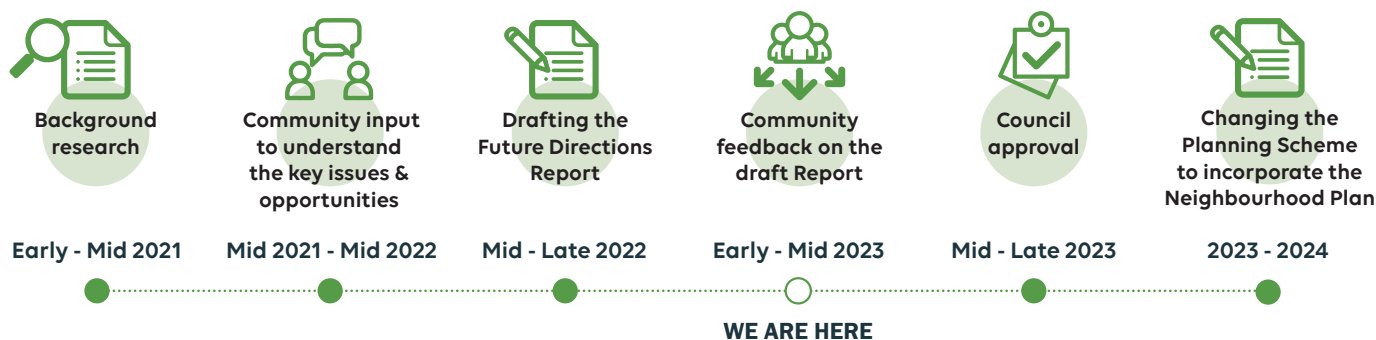 Background
research
Community input
to understand
the key issues &
opportunities
Drafting the
Future Directions
Report
Community
feedback on the
draft Report
Council
approval
Changing the
Planning Scheme
to incorporate the
Neighbourhood Plan
Early - Mid 2021
Mid 2021 - Mid 2022
Mid - Late 2022
Early - Mid 2023
Mid - Late 2023
2023 - 2024
WE ARE HERE